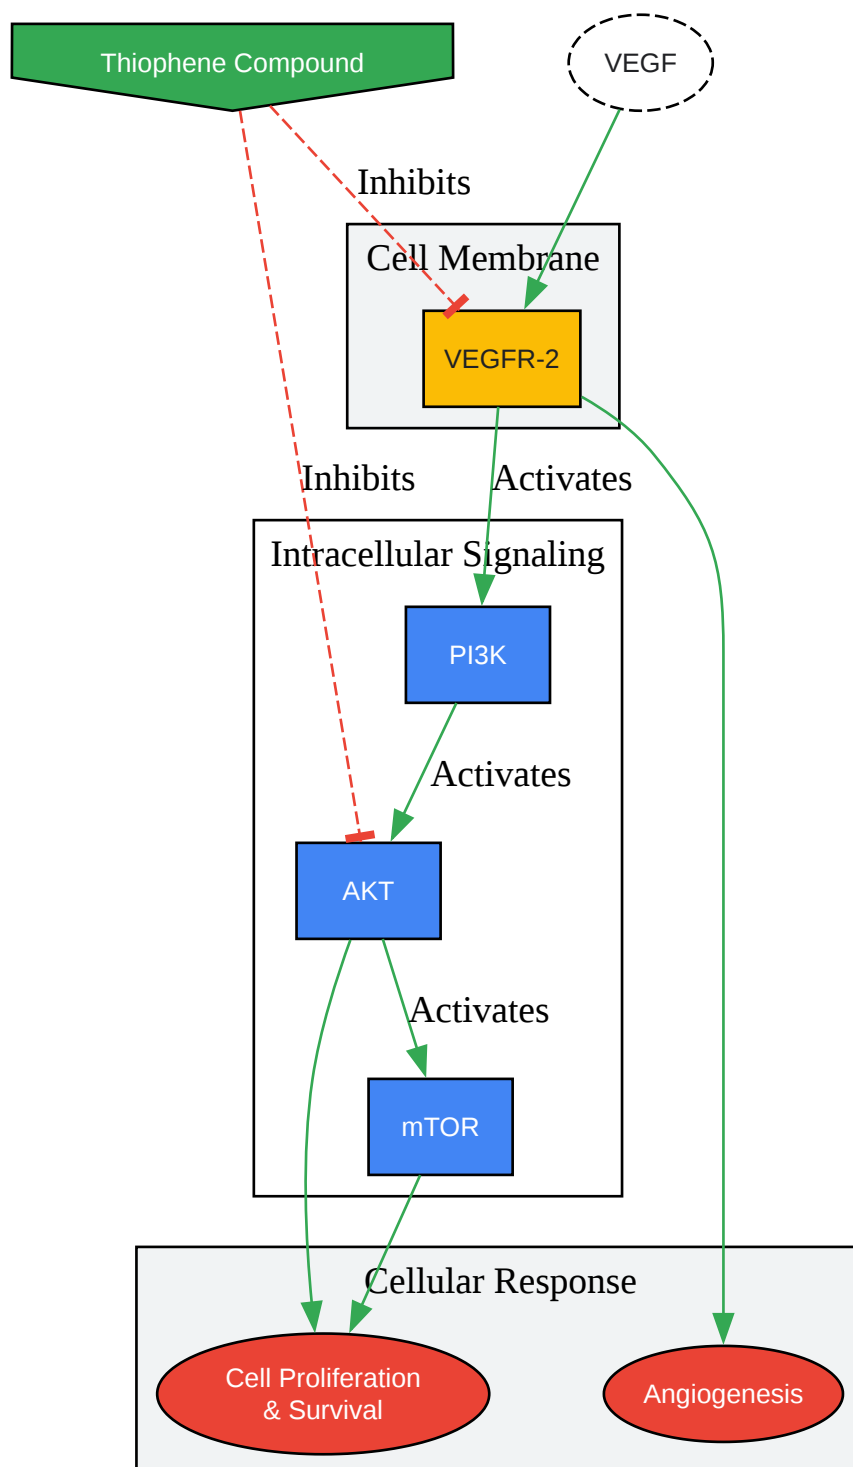 Thiophene Compound
VEGF
Inhibits
Cell Membrane
VEGFR-2
Inhibits
Activates
Intracellular Signaling
PI3K
Activates
AKT
Activates
mTOR
Cellular Response
Cell Proliferation
& Survival
Angiogenesis